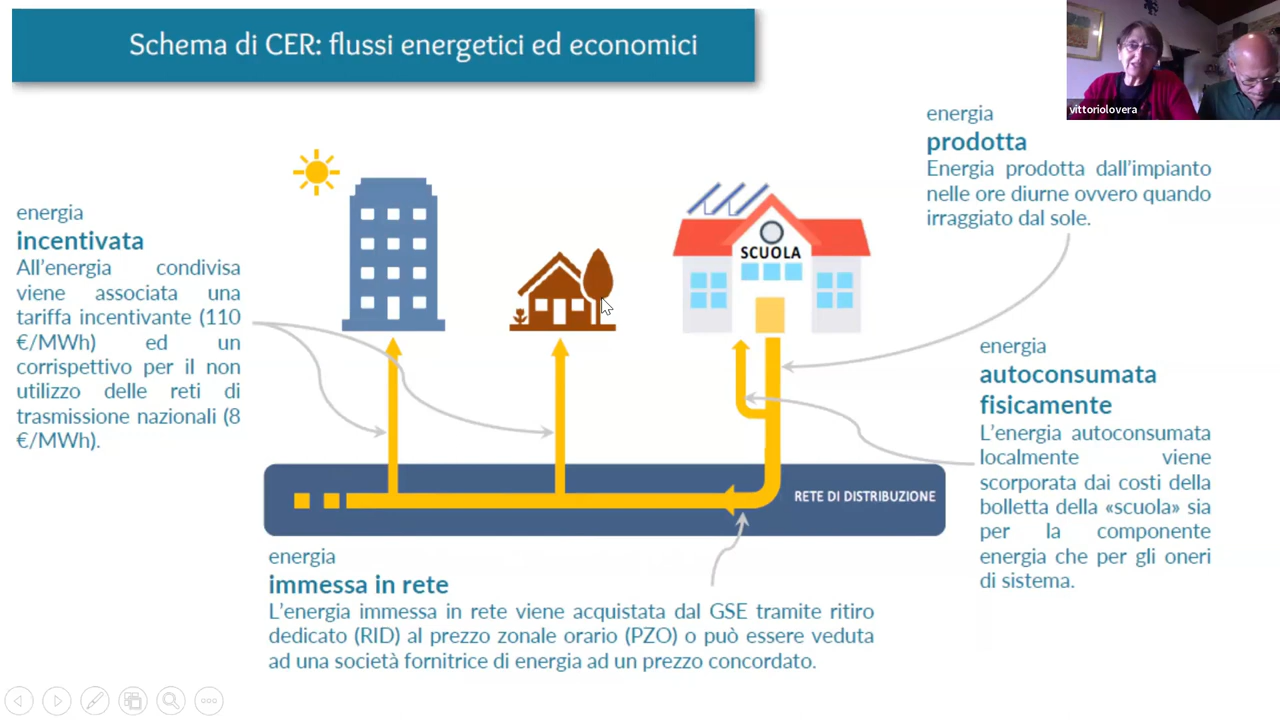 Schema di CER: flussi energetici ed economici
vittoriolovera
energia
prodotta
Energia prodotta dall'impianto
nelle ore diurne ovvero quando
irraggiato dal sole.
energia
incentivata
All'energia condivisa
viene associata una
tariffa incentivante (110
€/MWh) ed un
corrispettivo per il non
utilizzo delle reti di
trasmissione nazionali (8
€/MWh).
SCUOLA
energia
autoconsumata
fisicamente
L'energia autoconsumata
localmente viene
scorporata dai costi della
bolletta della «scuola» sia
per la componente
energia che per gli oneri
di sistema.
RETE DI DISTRIBUZIONE
energia
immessa in rete
L'energia immessa in rete viene acquistata dal GSE tramite ritiro
dedicato (RID) al prezzo zonale orario (PZO) o può essere veduta
ad una società fornitrice di energia ad un prezzo concordato.